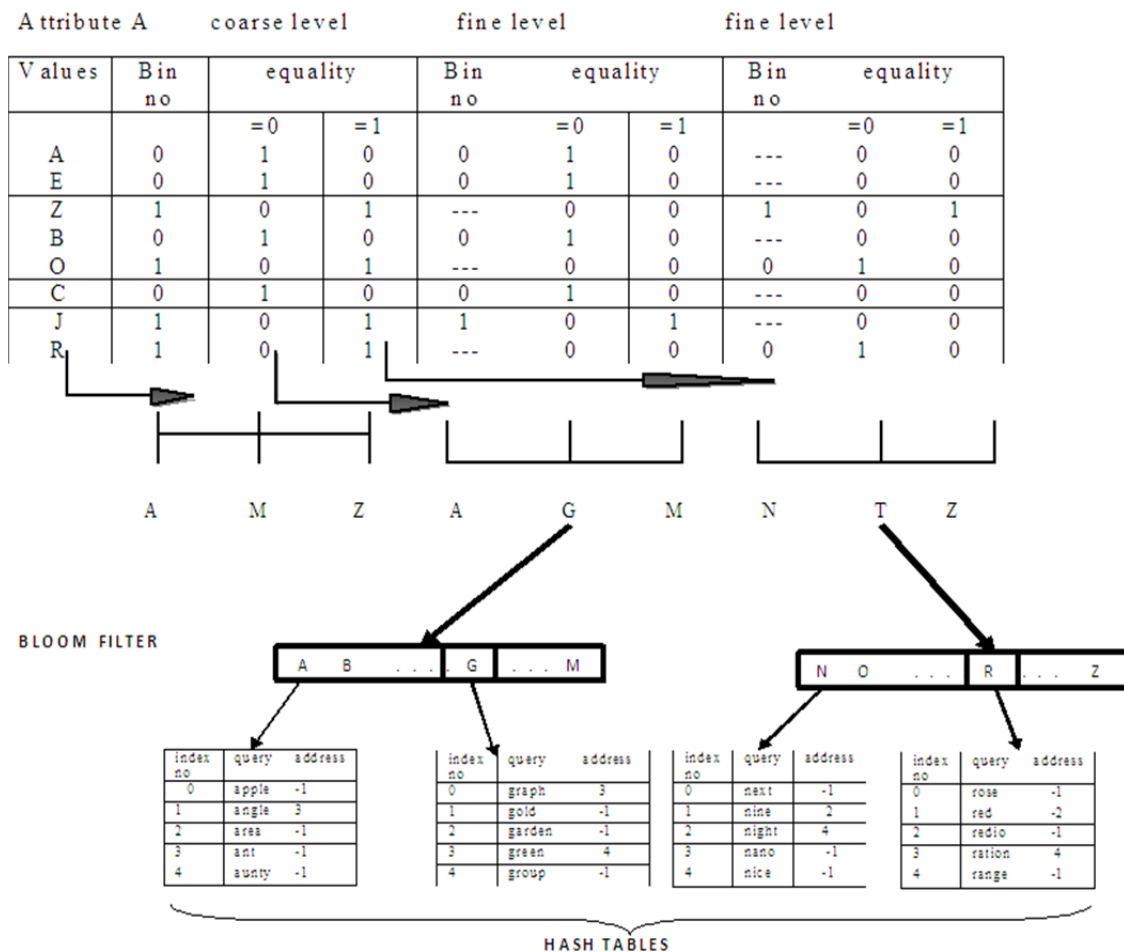 Attribute A coarse level fine level fine level
Values Bin no equality Bin no equality Bin no equality
=0 =1 =0 =1 =0 =1
A 0 1 0 0 1 0 --- 0 0
E 0 1 0 0 1 0 --- 0 0
Z 1 0 1 --- 0 0 1 0 1
B 0 1 0 0 1 0 --- 0 0
O 1 0 1 --- 0 0 0 1 0
C 0 1 0 0 1 0 --- 0 0
J 1 0 1 1 0 1 --- 0 0
R 1 0 1 --- 0 0 0 1 0
A M Z A G M N T Z
BLOOM FILTER
A B .... G ... M
N O ... R ... Z
index no query address
0 apple -1
1 angle 3
2 area -1
3 ant -1
4 aunty -1
index no query address
0 graph 3
1 gold -1
2 garden -1
3 green 4
4 group -1
index no query address
0 next -1
1 nine 2
2 night 4
3 nano -1
4 nice -1
index no query address
0 rose -1
1 red -2
2 redio -1
3 ration 4
4 range -1
HASH TABLES